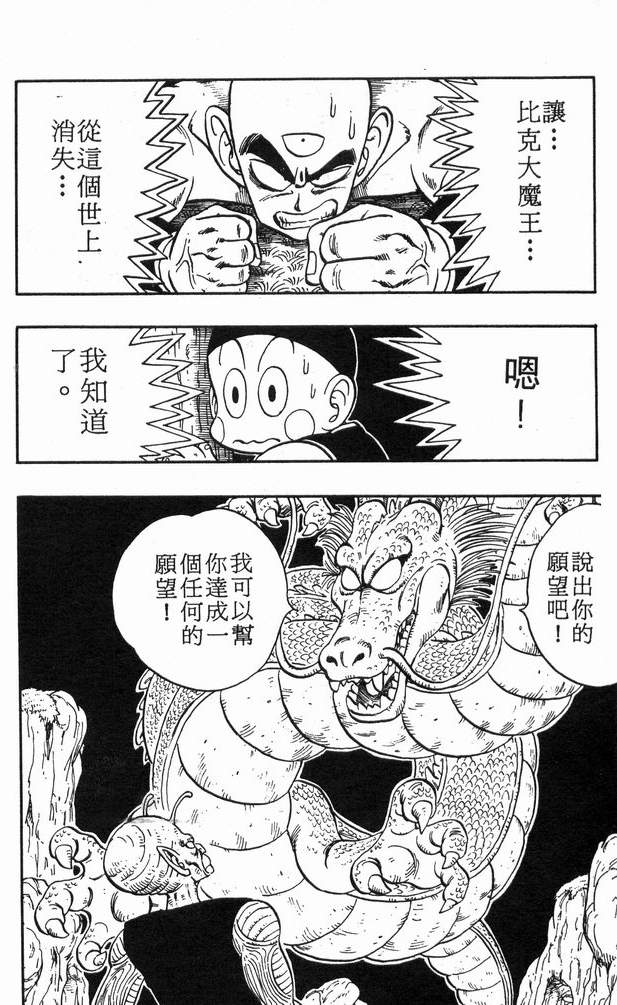 讓…
比克大魔王…
從這個世上
消失…
嗯！
我知道
了。
說出你的
願望吧！
我可以幫
你達成一
個任何的
願望！